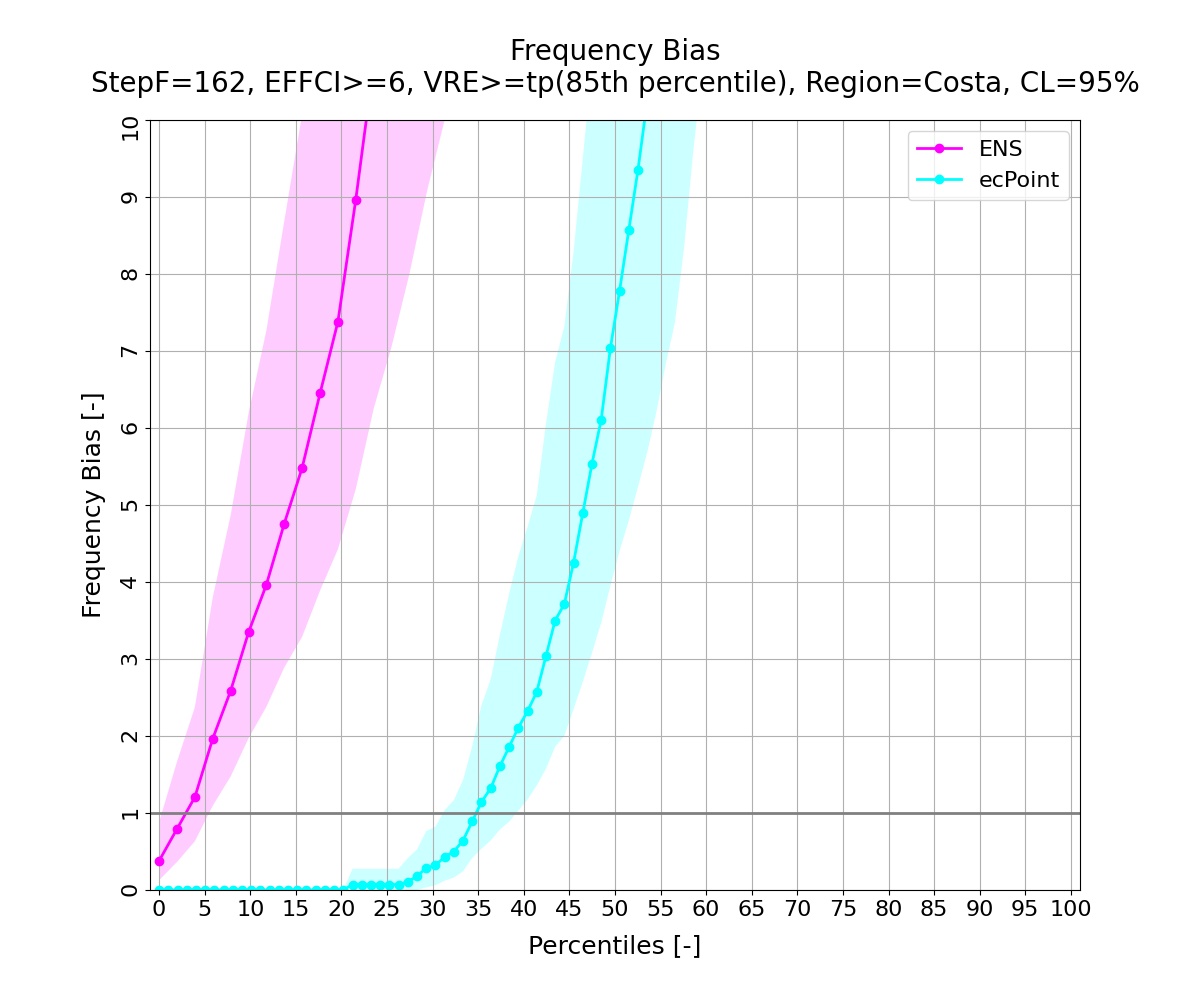 Frequency Bias
StepF=162, EFFCI>=6, VRE>=tp(85th percentile), Region=Costa, CL=95%
ENS
ecPoint
Frequency Bias [-]
10
9
8
7
6
5
4
3
2
1
0
0 5 10 15 20 25 30 35 40 45 50 55 60 65 70 75 80 85 90 95 100
Percentiles [-]